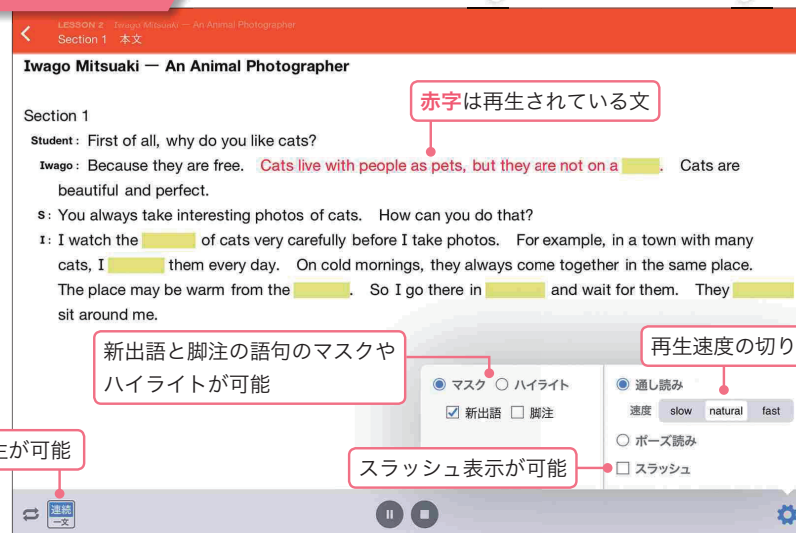 LESSON 2 Iwago Mitsuaki — An Animal Photographer
Section 1 本文
Iwago Mitsuaki — An Animal Photographer
赤字は再生されている文
Section 1
Student : First of all, why do you like cats?
Iwago : Because they are free. Cats live with people as pets, but they are not on a . Cats are
beautiful and perfect.
S : You always take interesting photos of cats. How can you do that?
I : I watch the of cats very carefully before I take photos. For example, in a town with many
cats, I them every day. On cold mornings, they always come together in the same place.
The place may be warm from the . So I go there in and wait for them. They
sit around me.
新出語と脚注の語句のマスクや
ハイライトが可能
再生速度の切り
マスク ハイライト
新出語 脚注
通し読み
速度 slow natural fast
ポーズ読み
スラッシュ
スラッシュ表示が可能
生が可能
連続
一文